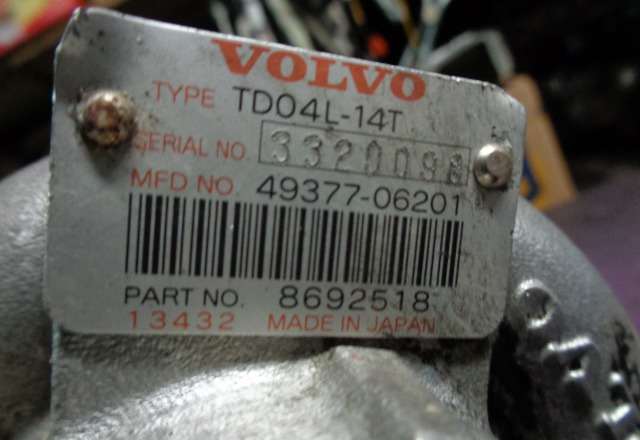 VOLVO
TYPE TD04L-14T
SERIAL NO. 3320098
MFD NO. 49377-06201
PART NO. 8692518
13432 MADE IN JAPAN